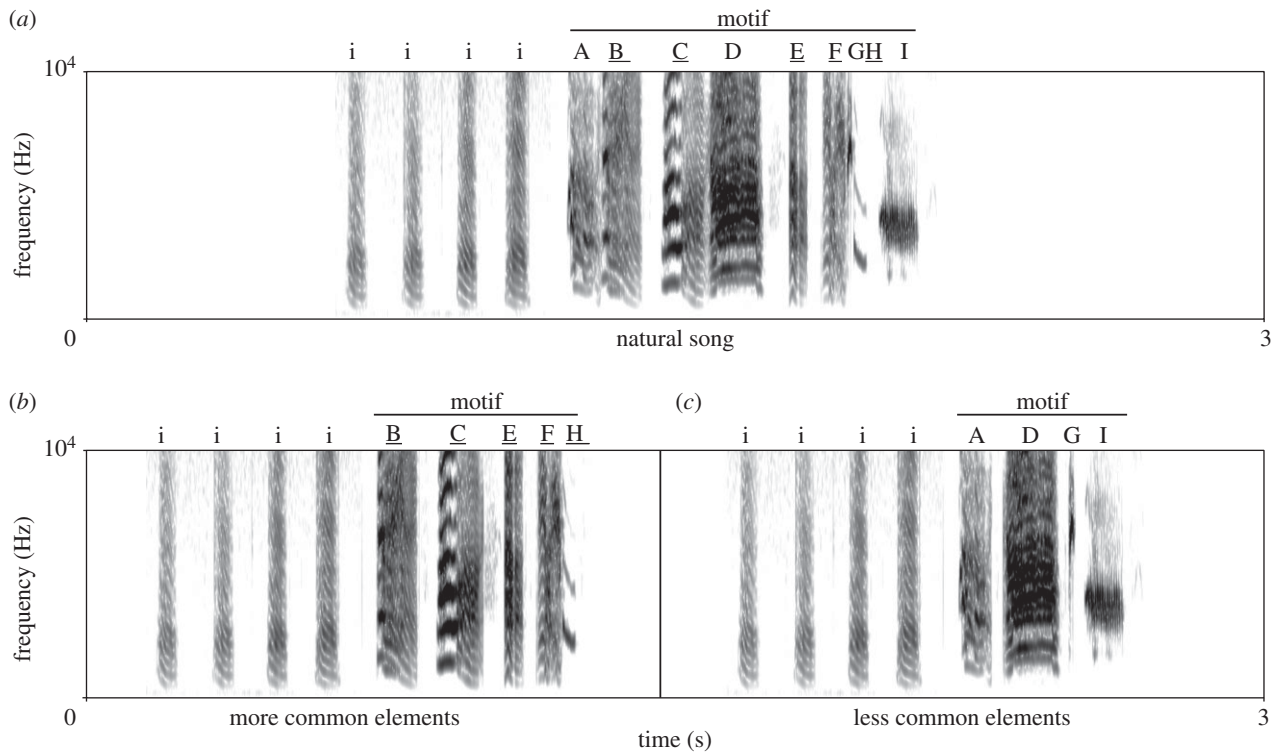 (a)
motif
i i i i A B C D E F G H I
10⁴
frequency (Hz)
0 natural song 3
(b)
motif
i i i i B C E F H
(c)
motif
i i i i A D G I
10⁴
frequency (Hz)
0 more common elements less common elements 3
time (s)